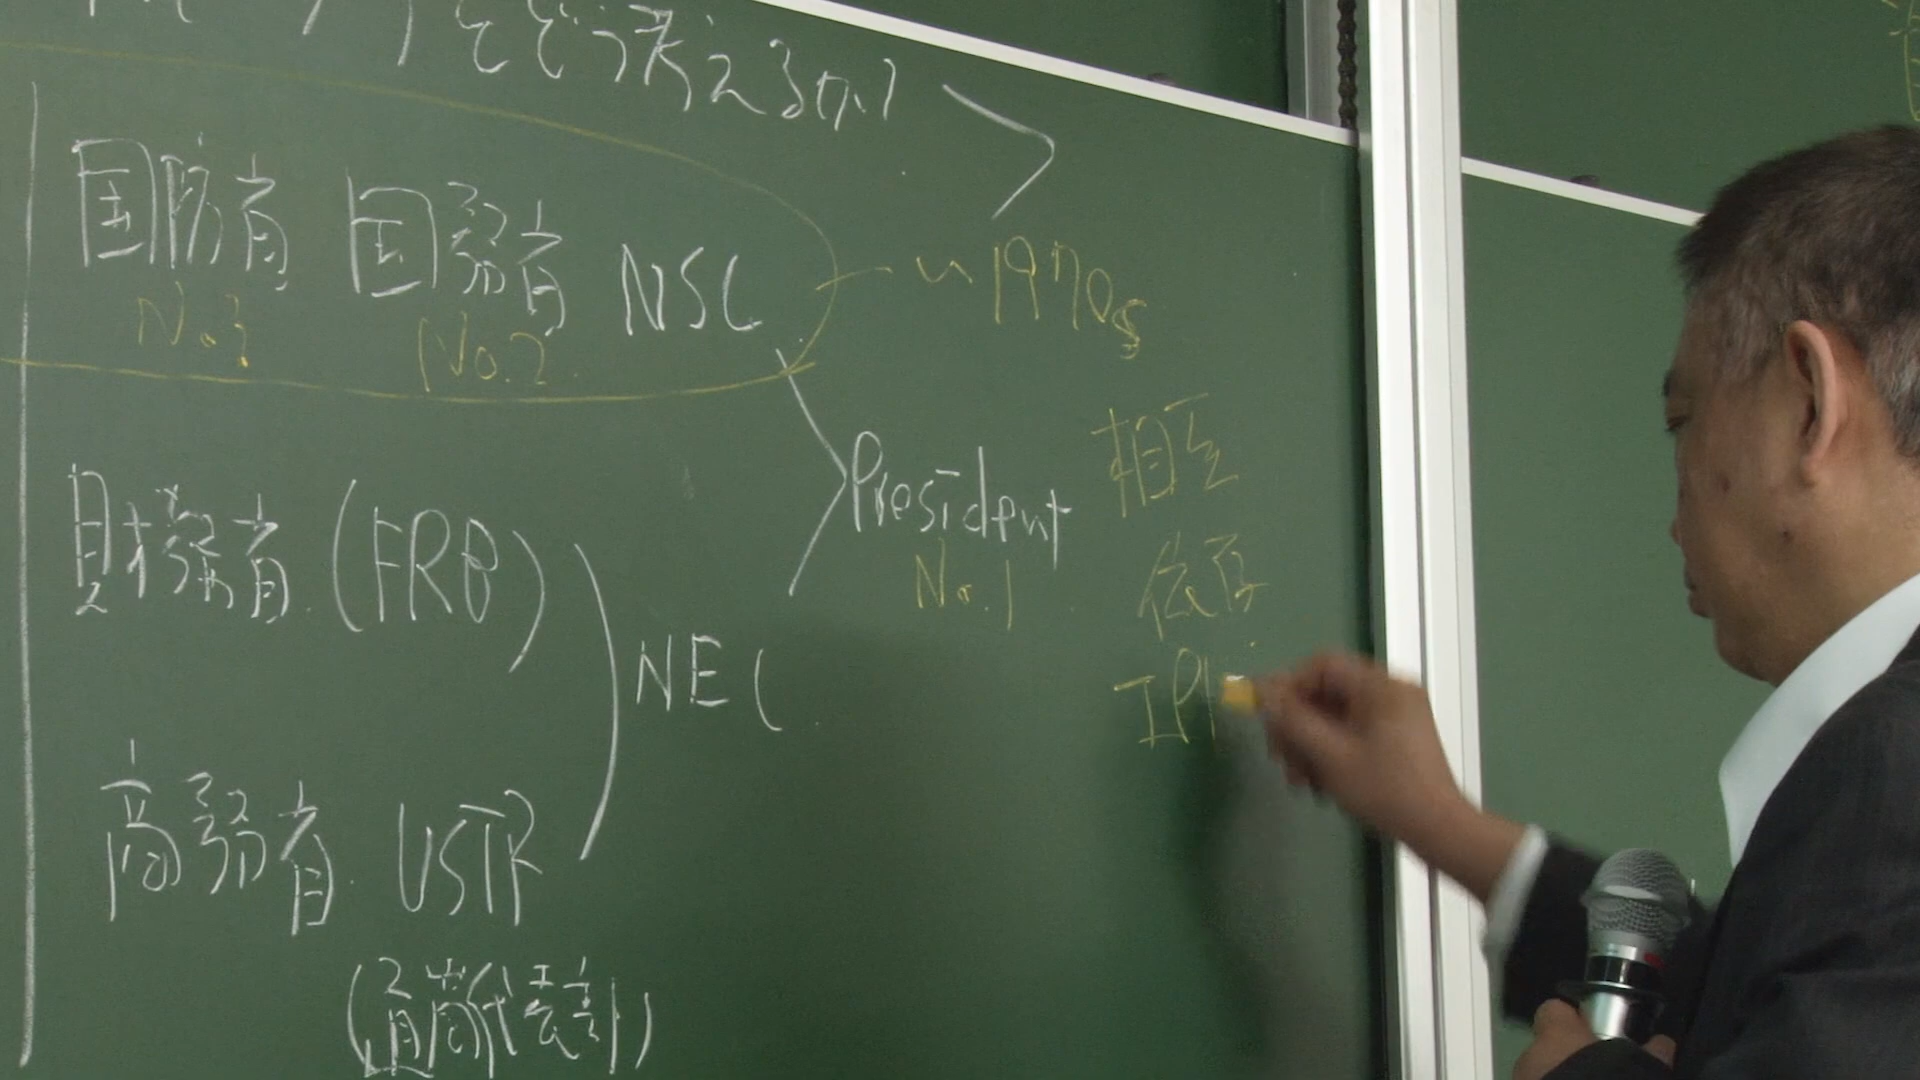 をどう考えるか?
国防省 国務省 NSC 〜1970s
No.3 No.2
President
No.1
財務省 (FRB)
NEC
商務省 USTR
(通商代表部)
相互
依存